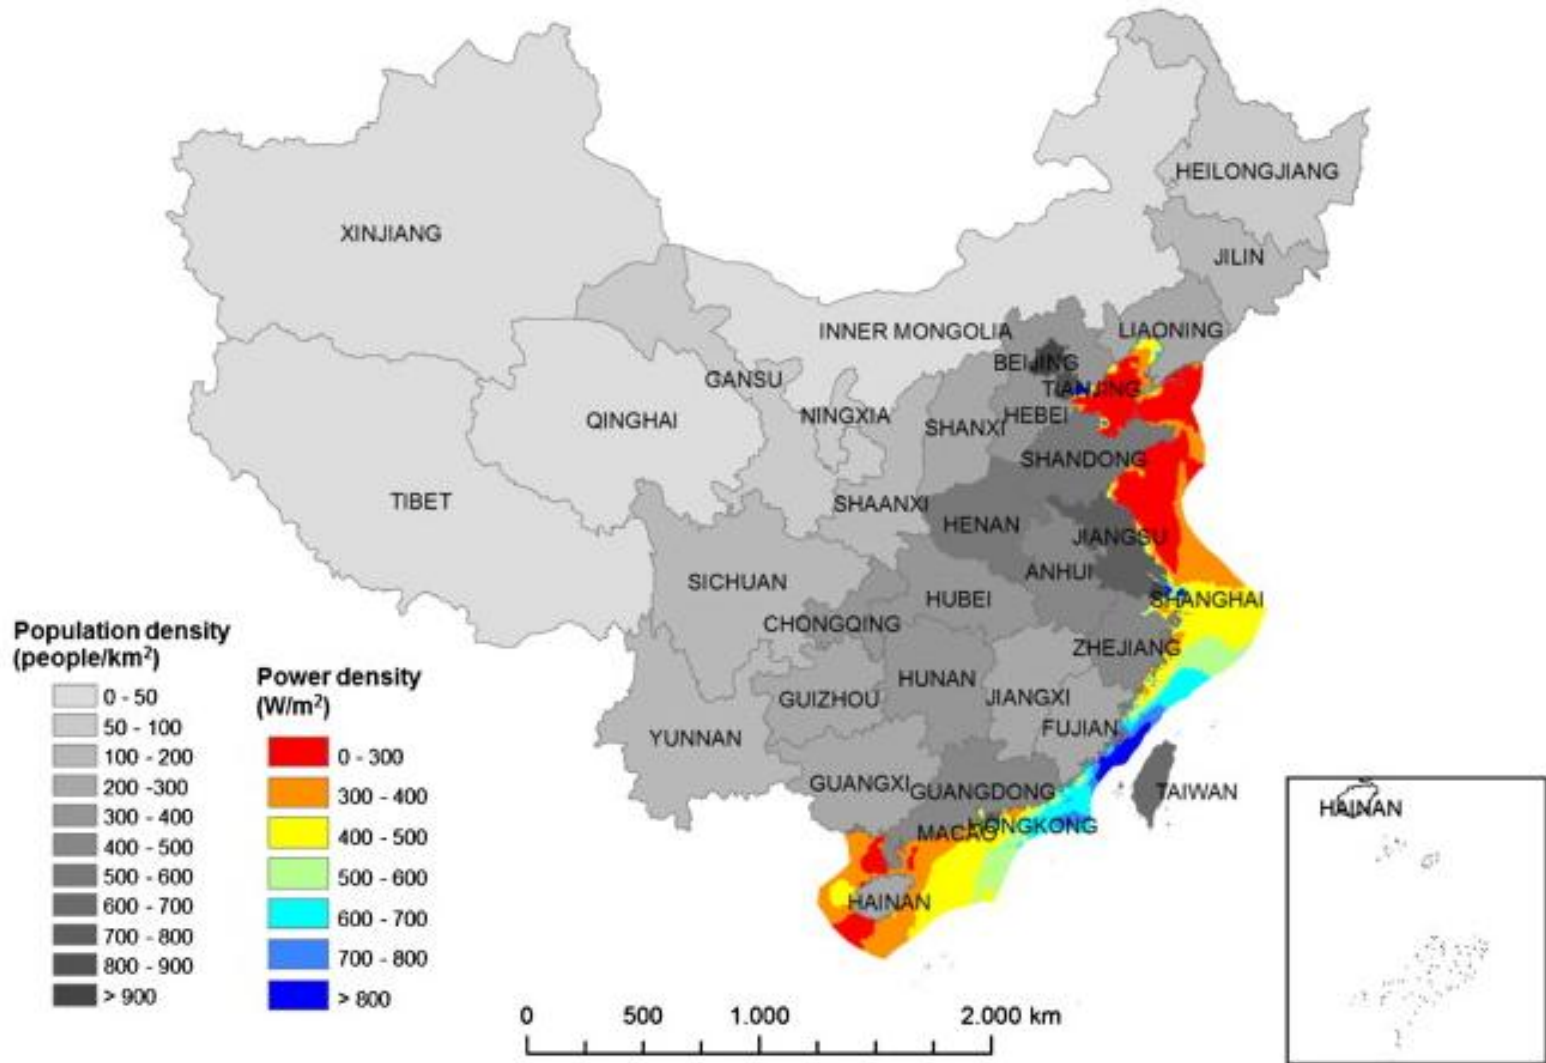 HEILONGJIANG
XINJIANG
JILIN
INNER MONGOLIA
LIAONING
BEIJING
GANSU
TIANJING
QINGHAI
NINGXIA
HEBEI
SHANXI
SHANDONG
TIBET
SHAANXI
HENAN
JIANGSU
ANHUI
SICHUAN
HUBEI
SHANGHAI
CHONGQING
ZHEJIANG
HUNAN
GUIZHOU
JIANGXI
FUJIAN
YUNNAN
GUANGXI
GUANGDONG
TAIWAN
MACAO
HONGKONG
HAINAN
HAINAN
Population density
(people/km²)
0 - 50
50 - 100
100 - 200
200 -300
300 - 400
400 - 500
500 - 600
600 - 700
700 - 800
800 - 900
> 900
Power density
(W/m²)
0 - 300
300 - 400
400 - 500
500 - 600
600 - 700
700 - 800
> 800
0 500 1.000 2.000 km